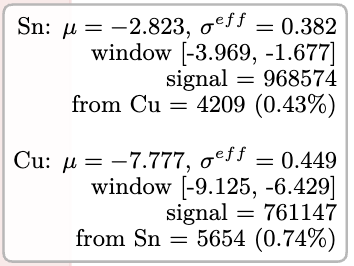 Sn: μ = −2.823, σ^eff = 0.382
window [-3.969, -1.677]
signal = 968574
from Cu = 4209 (0.43%)
Cu: μ = −7.777, σ^eff = 0.449
window [-9.125, -6.429]
signal = 761147
from Sn = 5654 (0.74%)